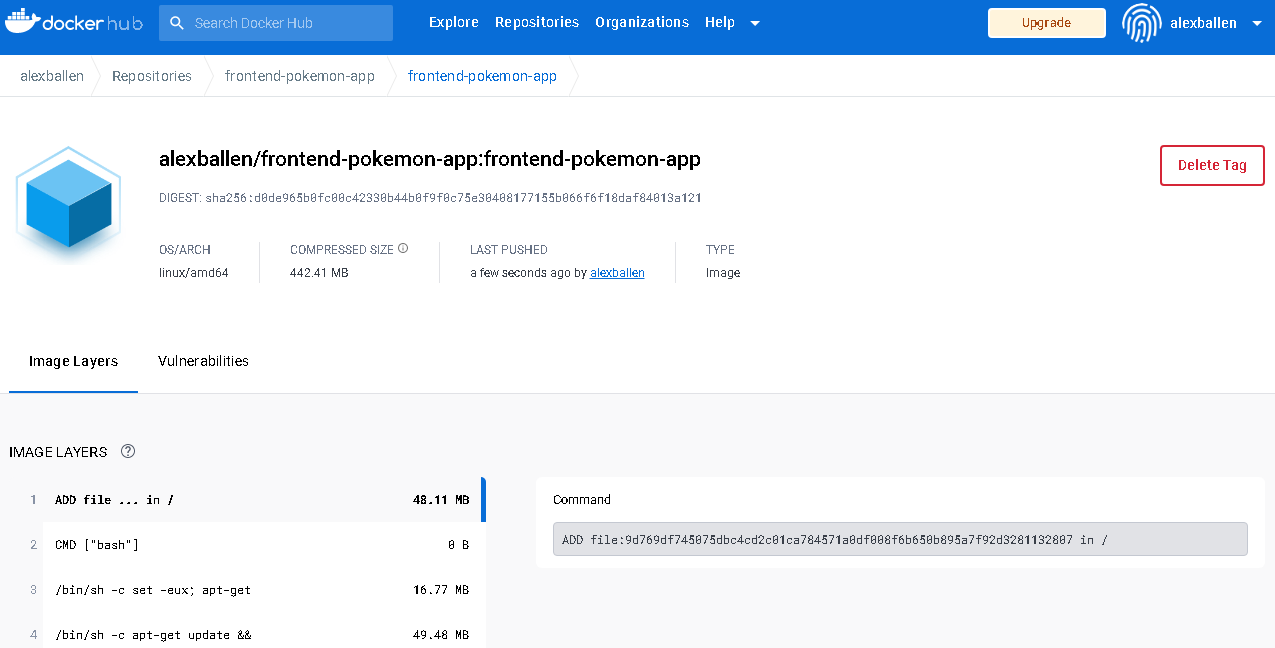 docker hub Search Docker Hub Explore Repositories Organizations Help Upgrade alexballen
alexballen Repositories frontend-pokemon-app frontend-pokemon-app
alexballen/frontend-pokemon-app:frontend-pokemon-app Delete Tag
DIGEST: sha256:d0de965b0fc00c42330b44b0f9f0c75e30408177155b066f6f18daf84013a121
OS/ARCH COMPRESSED SIZE LAST PUSHED TYPE
linux/amd64 442.41 MB a few seconds ago by alexballen Image
Image Layers Vulnerabilities
IMAGE LAYERS
1 ADD file ... in / 48.11 MB Command
ADD file:9d769df745075dbc4cd2c01ca784571a0df008f6b650b895a7f92d3281132807 in /
2 CMD ["bash"] 0 B
3 /bin/sh -c set -eux; apt-get 16.77 MB
4 /bin/sh -c apt-get update && 49.48 MB